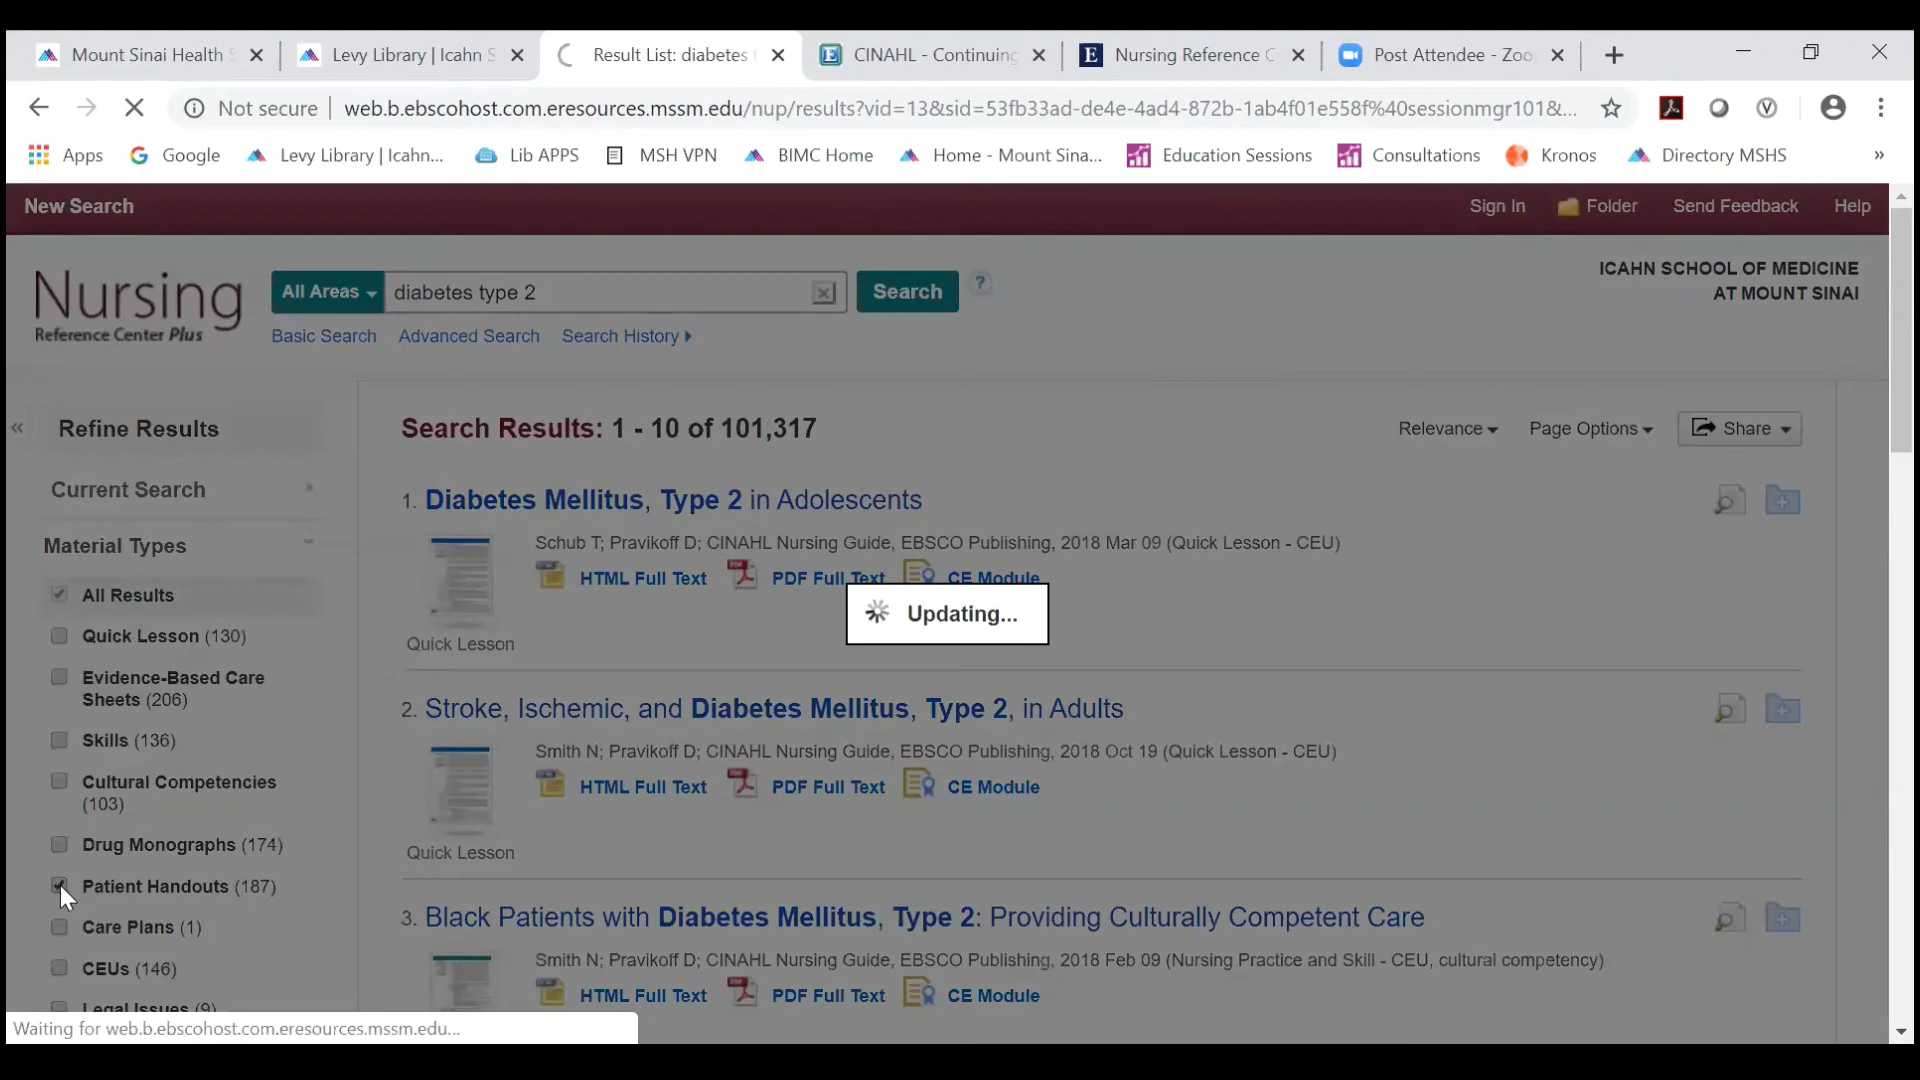 Mount Sinai Health S
Levy Library | Icahn S
Result List: diabetes t
CINAHL - Continuing
Nursing Reference C
Post Attendee - Zoo
Not secure
web.b.ebscohost.com.eresources.mssm.edu/nup/results?vid=13&sid=53fb33ad-de4e-4ad4-872b-1ab4f01e558f%40sessionmgr101&...
Apps
Google
Levy Library | Icahn...
Lib APPS
MSH VPN
BIMC Home
Home - Mount Sina...
Education Sessions
Consultations
Kronos
Directory MSHS
»
New Search
Sign In
Folder
Send Feedback
Help
Nursing
Reference Center Plus
All Areas
diabetes type 2
Search
?
Basic Search
Advanced Search
Search History
ICAHN SCHOOL OF MEDICINE
AT MOUNT SINAI
«
Refine Results
Current Search
Material Types
All Results
Quick Lesson (130)
Evidence-Based Care
Sheets (206)
Skills (136)
Cultural Competencies
(103)
Drug Monographs (174)
Patient Handouts (187)
Care Plans (1)
CEUs (146)
Legal Issues (9)
Search Results: 1 - 10 of 101,317
Relevance
Page Options
Share
1. Diabetes Mellitus, Type 2 in Adolescents
Schub T; Pravikoff D; CINAHL Nursing Guide, EBSCO Publishing, 2018 Mar 09 (Quick Lesson - CEU)
HTML Full Text
PDF Full Text
CE Module
Quick Lesson
Updating...
2. Stroke, Ischemic, and Diabetes Mellitus, Type 2, in Adults
Smith N; Pravikoff D; CINAHL Nursing Guide, EBSCO Publishing, 2018 Oct 19 (Quick Lesson - CEU)
HTML Full Text
PDF Full Text
CE Module
Quick Lesson
3. Black Patients with Diabetes Mellitus, Type 2: Providing Culturally Competent Care
Smith N; Pravikoff D; CINAHL Nursing Guide, EBSCO Publishing, 2018 Feb 09 (Nursing Practice and Skill - CEU, cultural competency)
HTML Full Text
PDF Full Text
CE Module
Waiting for web.b.ebscohost.com.eresources.mssm.edu...